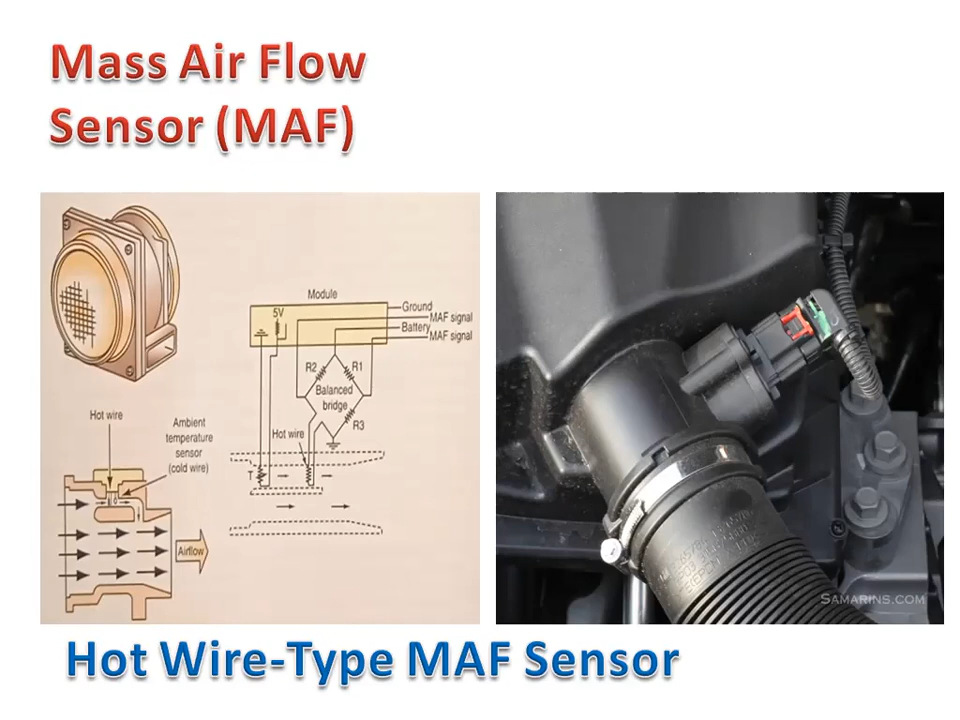 Mass Air Flow
Sensor (MAF)
Module
5V
Ground
MAF signal
Battery
MAF signal
R2
R1
Balanced
bridge
R3
Hot wire
T
Hot wire
Ambient
temperature
sensor
(cold wire)
Airflow
SAMARINS.COM
Hot Wire-Type MAF Sensor